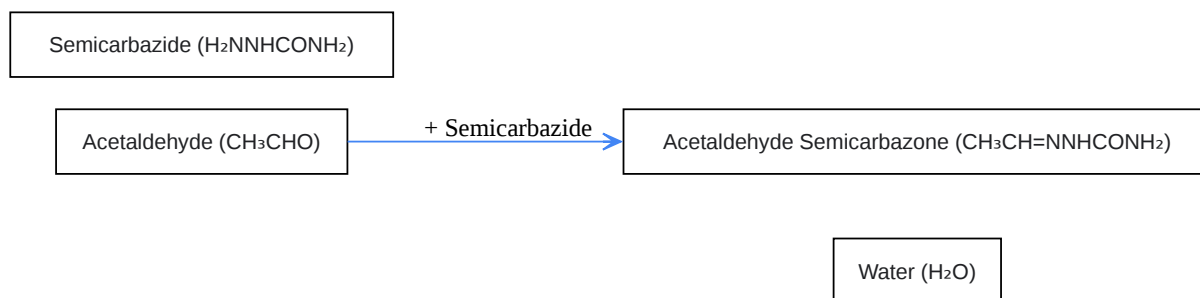 Semicarbazide (H₂NNHCONH₂)
Acetaldehyde (CH₃CHO)
+ Semicarbazide
Acetaldehyde Semicarbazone (CH₃CH=NNHCONH₂)
Water (H₂O)